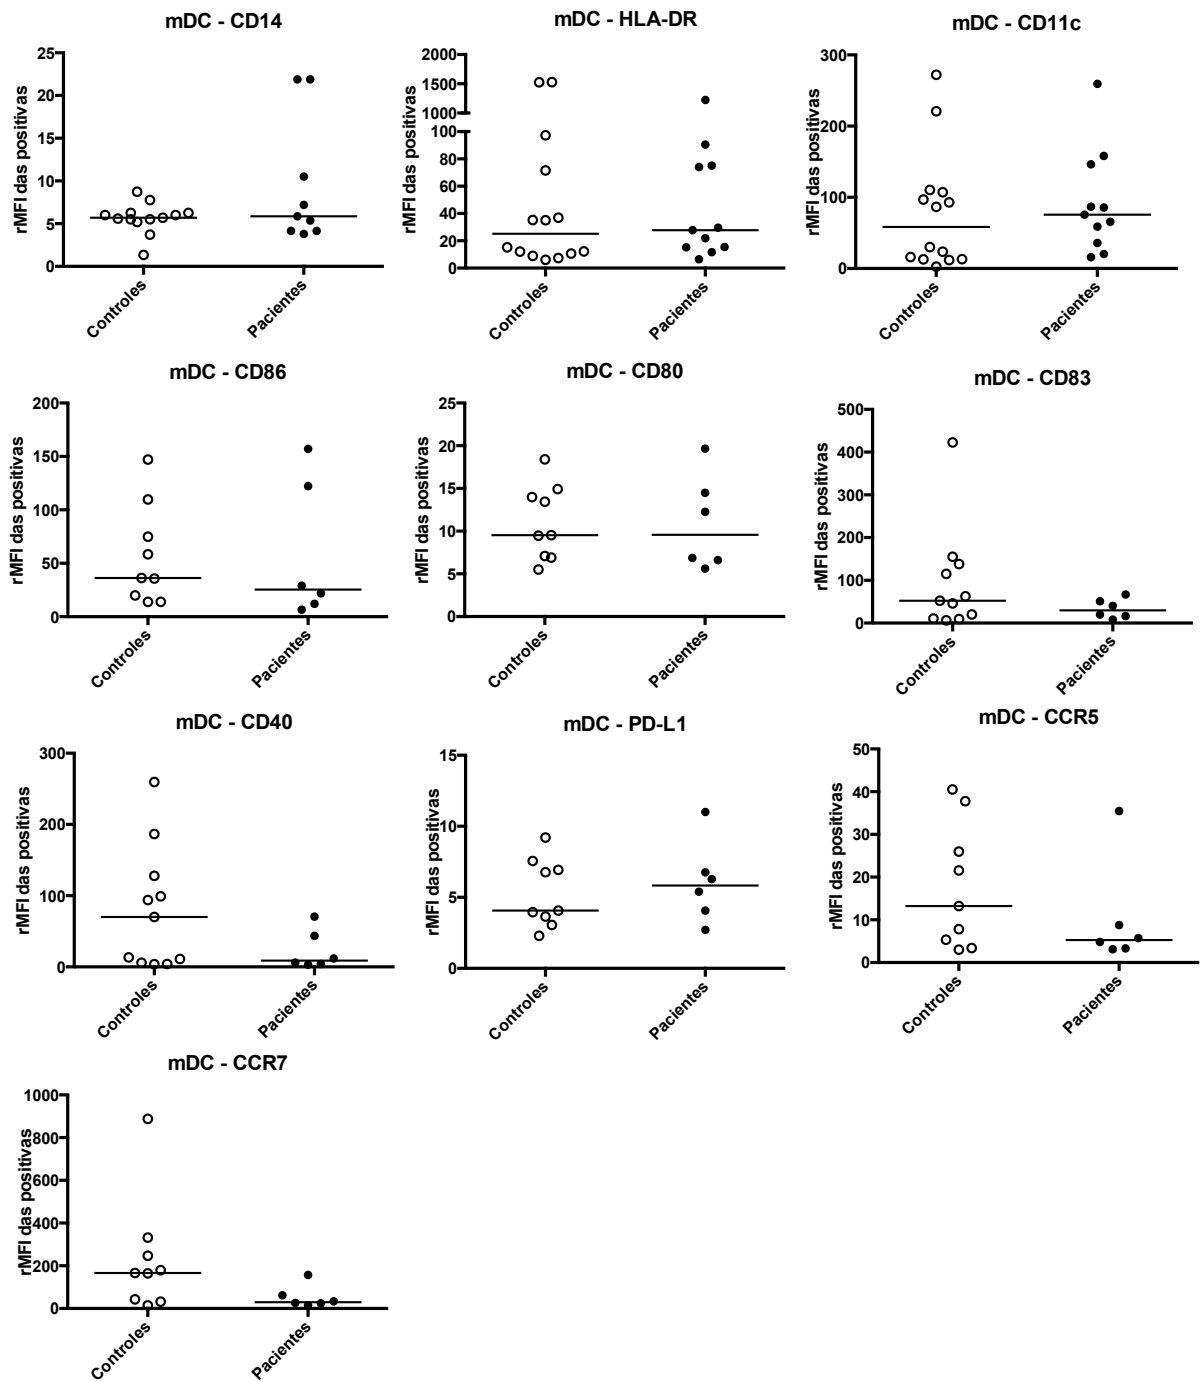 mDC - CD14
rMFI das positivas
25
20
15
10
5
0
Controles
Pacientes
mDC - HLA-DR
rMFI das positivas
2000
1500
1000
100
80
60
40
20
0
Controles
Pacientes
mDC - CD11c
rMFI das positivas
300
200
100
0
Controles
Pacientes
mDC - CD86
rMFI das positivas
200
150
100
50
0
Controles
Pacientes
mDC - CD80
rMFI das positivas
25
20
15
10
5
0
Controles
Pacientes
mDC - CD83
rMFI das positivas
500
400
300
200
100
0
Controles
Pacientes
mDC - CD40
rMFI das positivas
300
200
100
0
Controles
Pacientes
mDC - PD-L1
rMFI das positivas
15
10
5
0
Controles
Pacientes
mDC - CCR5
rMFI das positivas
50
40
30
20
10
0
Controles
Pacientes
mDC - CCR7
rMFI das positivas
1000
800
600
400
200
0
Controles
Pacientes